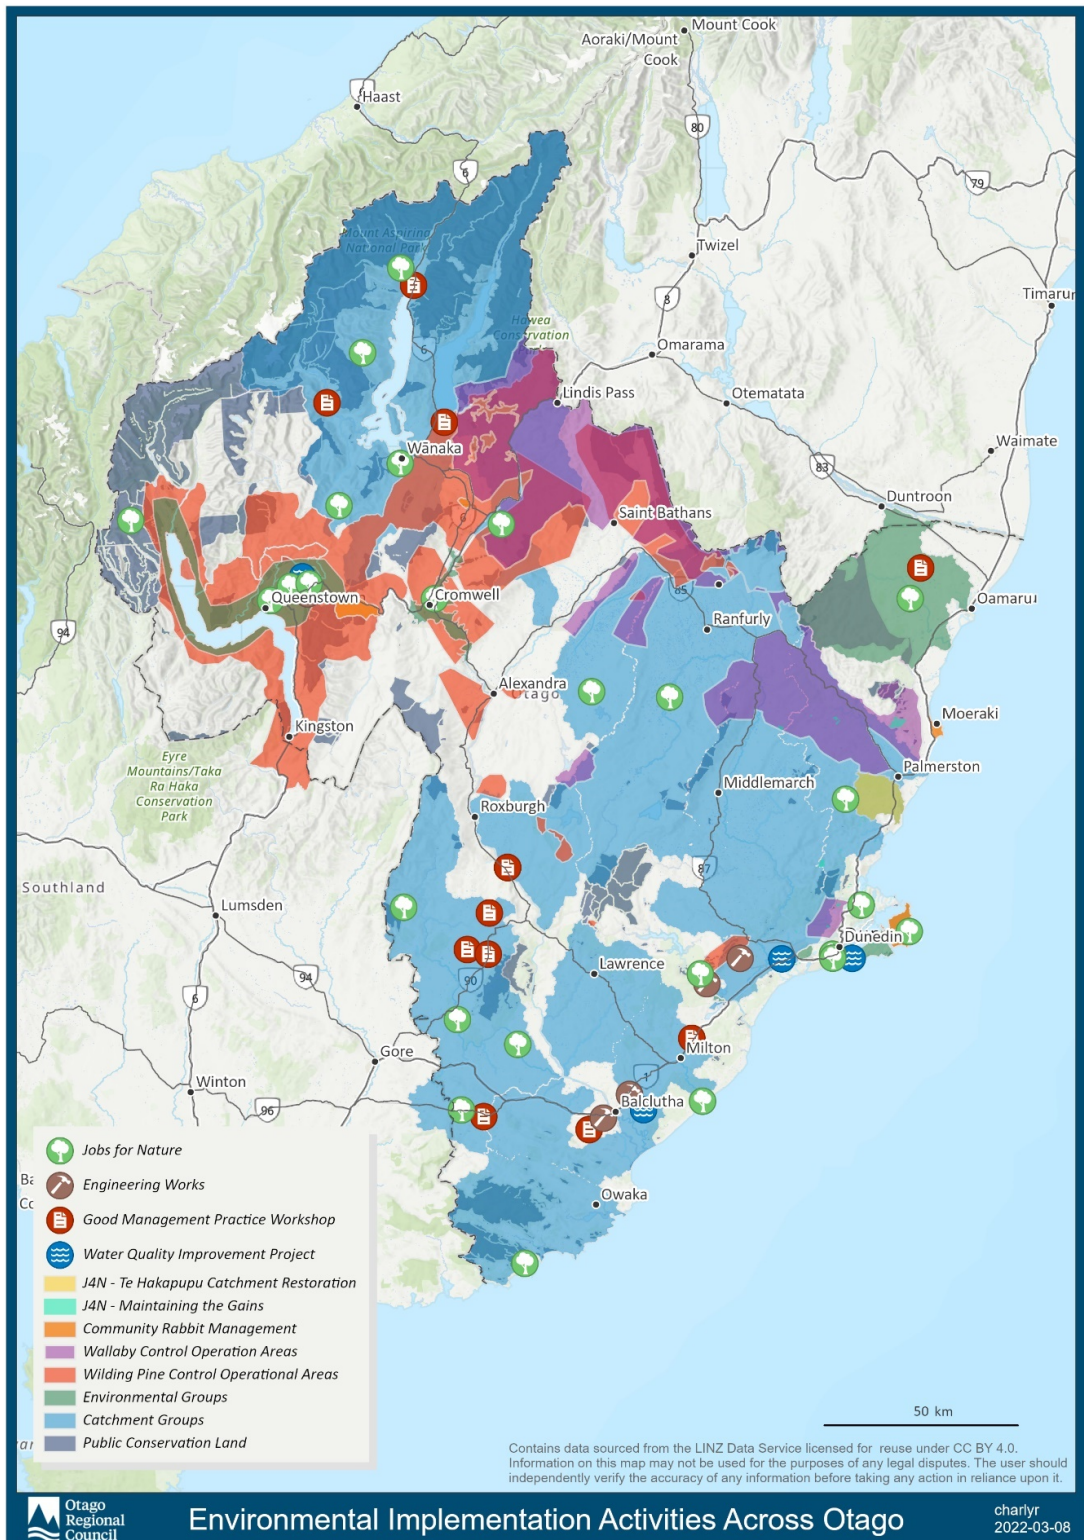 Mount Cook
Aoraki/Mount
Cook
Haast
80
6
79
Mount Aspiring
National Park
Twizel
8
Timaru
Hawea
Conservation
Park
6
Omarama
Lindis Pass
Otematata
Waimate
Wānaka
83
Duntroon
Saint Bathans
Queenstown
Cromwell
85
Oamaru
94
Ranfurly
Alexandra
Otago
Moeraki
Kingston
Eyre
Mountains/Taka
Ra Haka
Conservation
Park
Palmerston
Middlemarch
Roxburgh
87
Southland
Lumsden
Dunedin
Lawrence
94
90
6
Milton
Gore
1
Winton
Balclutha
96
Owaka
Jobs for Nature
Engineering Works
Good Management Practice Workshop
Water Quality Improvement Project
J4N - Te Hakapupu Catchment Restoration
J4N - Maintaining the Gains
Community Rabbit Management
Wallaby Control Operation Areas
Wilding Pine Control Operational Areas
Environmental Groups
Catchment Groups
Public Conservation Land
50 km
Contains data sourced from the LINZ Data Service licensed for reuse under CC BY 4.0.
Information on this map may not be used for the purposes of any legal disputes. The user should
independently verify the accuracy of any information before taking any action in reliance upon it.
Otago
Regional
Council
Environmental Implementation Activities Across Otago
charlyr
2022-03-08